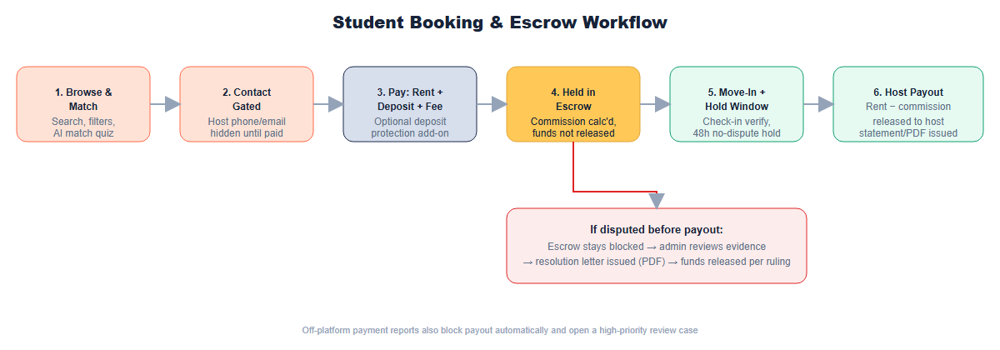 Student Booking & Escrow Workflow
1. Browse &
Match
Search, filters,
AI match quiz
2. Contact
Gated
Host phone/email
hidden until paid
3. Pay: Rent +
Deposit + Fee
Optional deposit
protection add-on
4. Held in
Escrow
Commission calc'd,
funds not released
5. Move-In +
Hold Window
Check-in verify,
48h no-dispute hold
6. Host Payout
Rent − commission
released to host
statement/PDF issued
If disputed before payout:
Escrow stays blocked → admin reviews evidence
→ resolution letter issued (PDF) → funds released per ruling
Off-platform payment reports also block payout automatically and open a high-priority review case